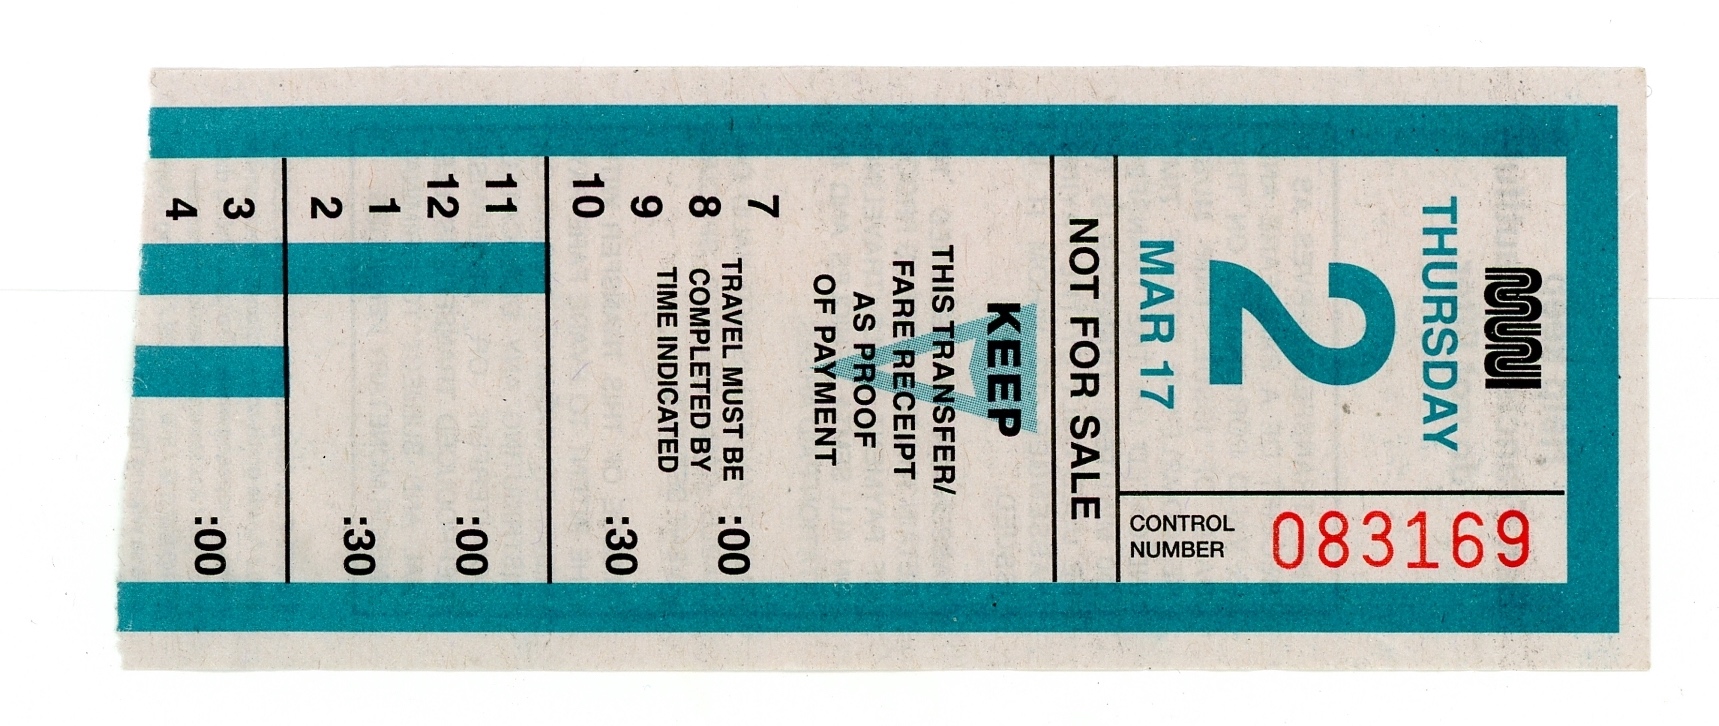 MUNI
THURSDAY
2
MAR 17
CONTROL
NUMBER
083169
NOT FOR SALE
KEEP
THIS TRANSFER/
FARE RECEIPT
AS PROOF
OF PAYMENT
7
TRAVEL MUST BE
:00
8
COMPLETED BY
9
TIME INDICATED
:30
10
11
12
:00
1
:30
2
3
:00
4